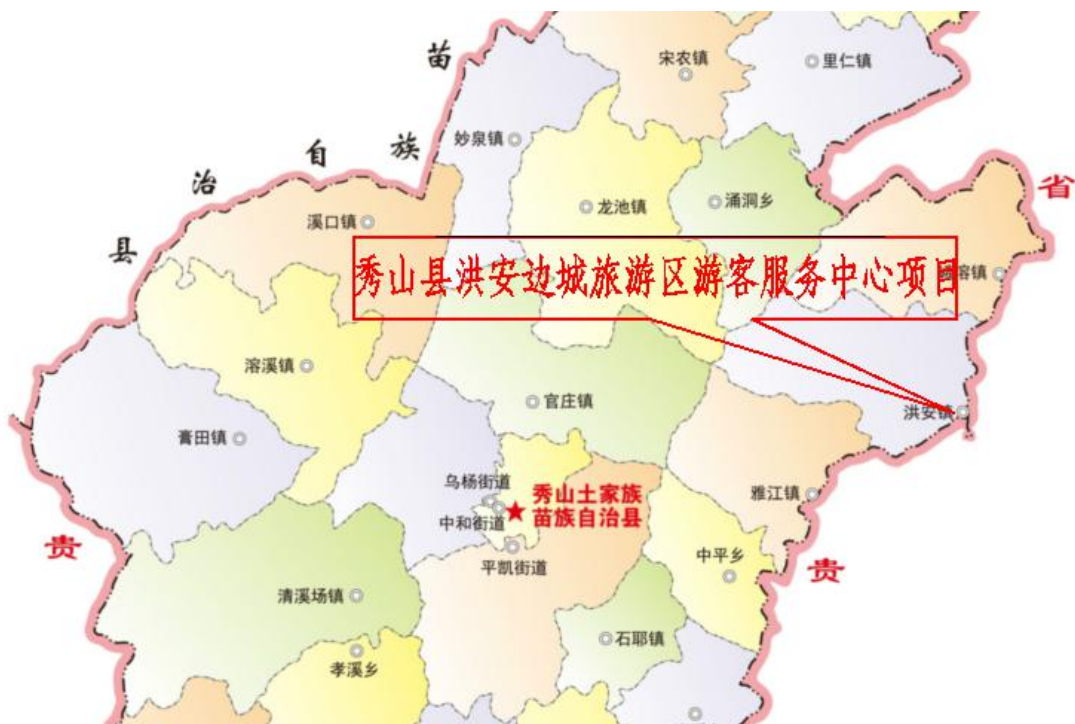 苗
族
自
治
县
宋农镇
里仁镇
妙泉镇
省
溪口镇
龙池镇
涌洞乡
秀山县洪安边城旅游区游客服务中心项目
溶镇
溶溪镇
官庄镇
洪安镇
膏田镇
乌杨街道
秀山土家族
苗族自治县
中和街道
雅江镇
贵
平凯街道
中平乡
贵
清溪场镇
石耶镇
孝溪乡